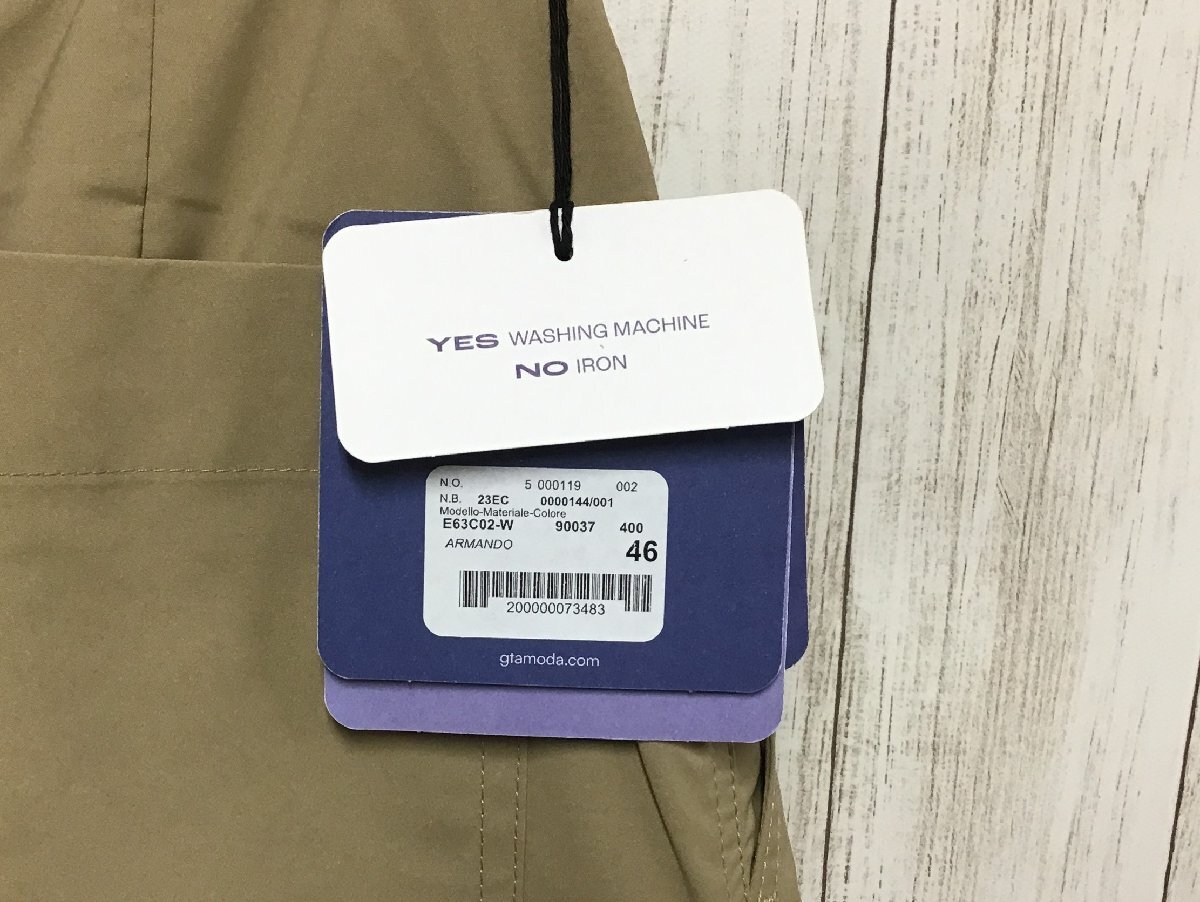 YES WASHING MACHINE
NO IRON
N.O. 5 000119 002
N.B. 23EC 0000144/001
Modello-Materiale-Colore
E63C02-W 90037 400
ARMANDO 46
200000073483
gtamoda.com